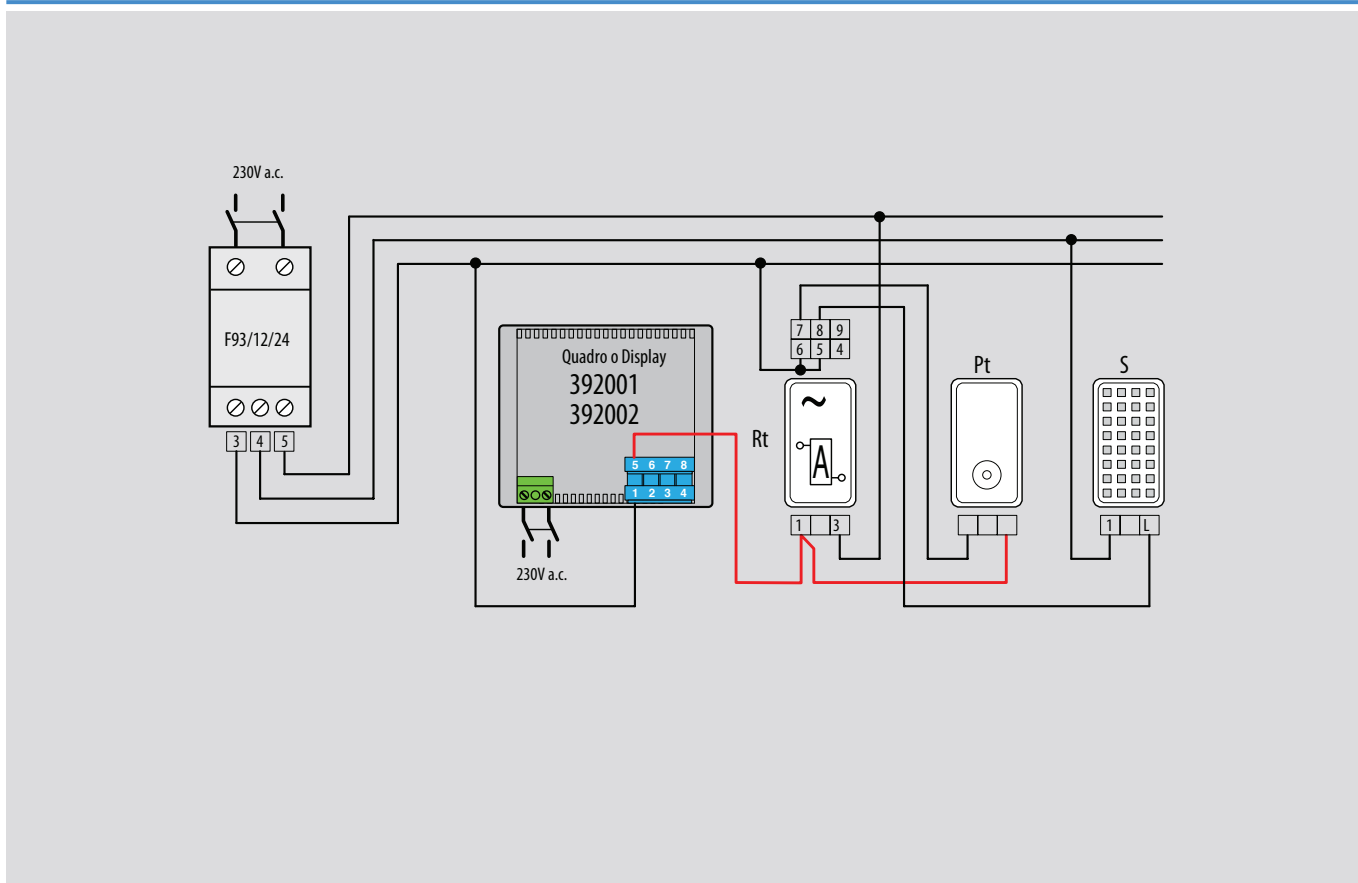 230V a.c.
F93/12/24
3 4 5
Quadro o Display
392001
392002
5 6 7 8
1 2 3 4
230V a.c.
7 8 9
6 5 4
Rt
~
A
1 3
Pt
S
1 L